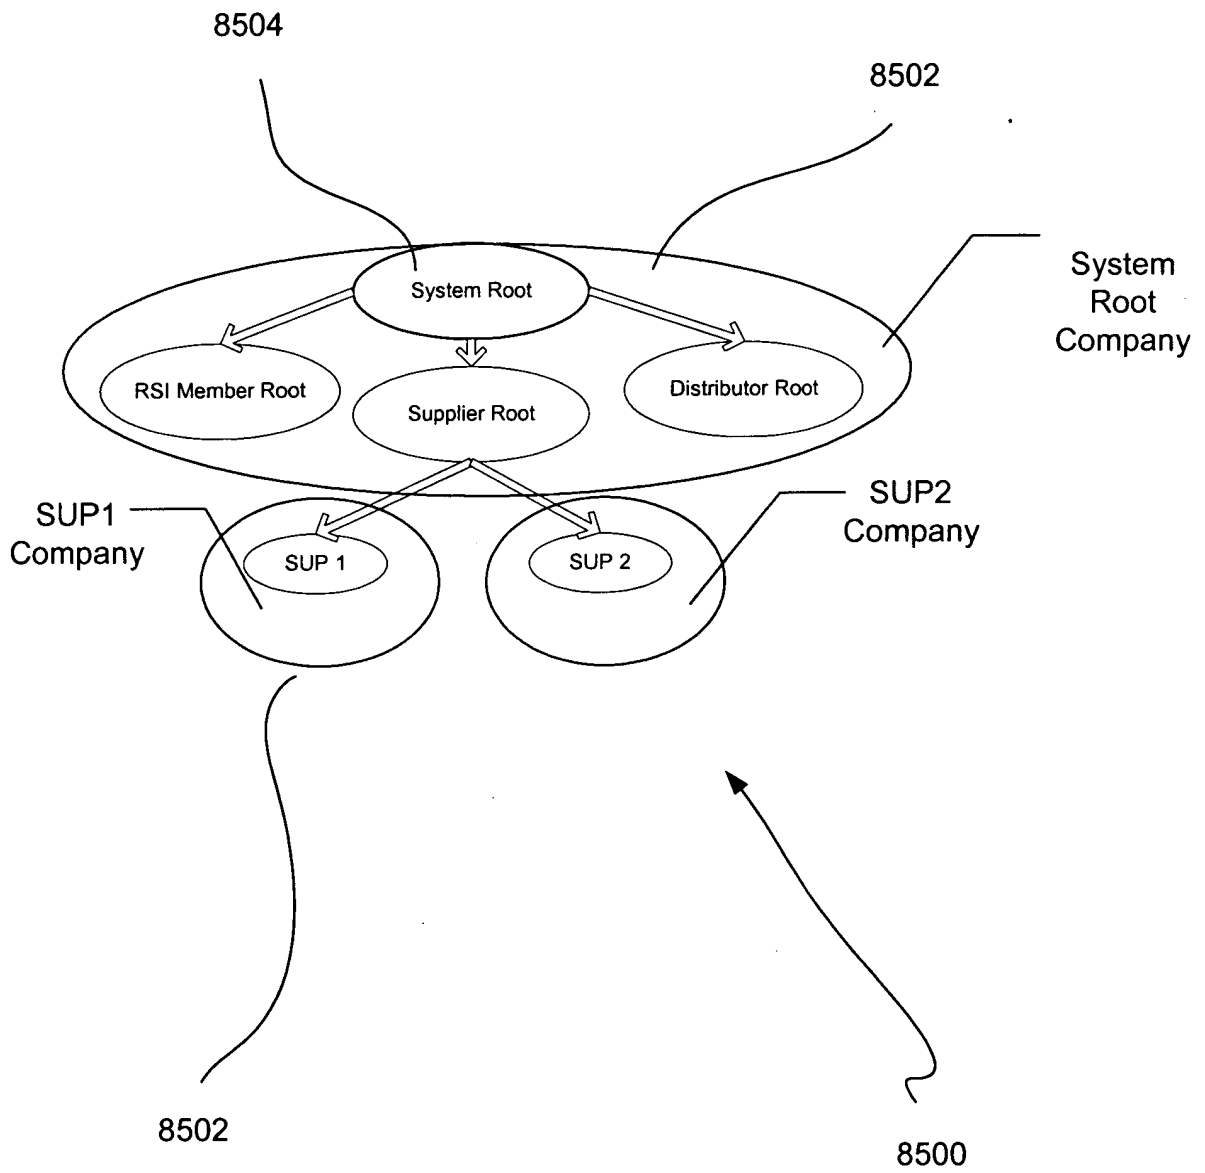 8504
8502
System
Root
Company
System Root
RSI Member Root
Supplier Root
Distributor Root
SUP1
Company
SUP2
Company
SUP 1
SUP 2
8502
8500